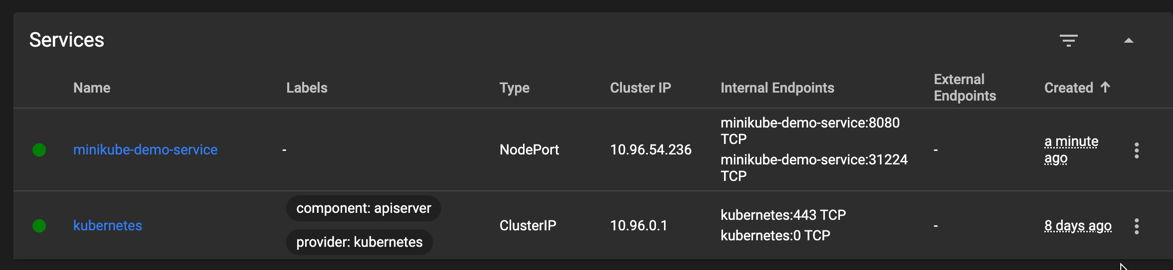 Services
Name Labels Type Cluster IP Internal Endpoints External Endpoints Created
minikube-demo-service - NodePort 10.96.54.236 minikube-demo-service:8080 TCP minikube-demo-service:31224 TCP - a minute ago
kubernetes component: apiserver provider: kubernetes ClusterIP 10.96.0.1 kubernetes:443 TCP kubernetes:0 TCP - 8 days ago